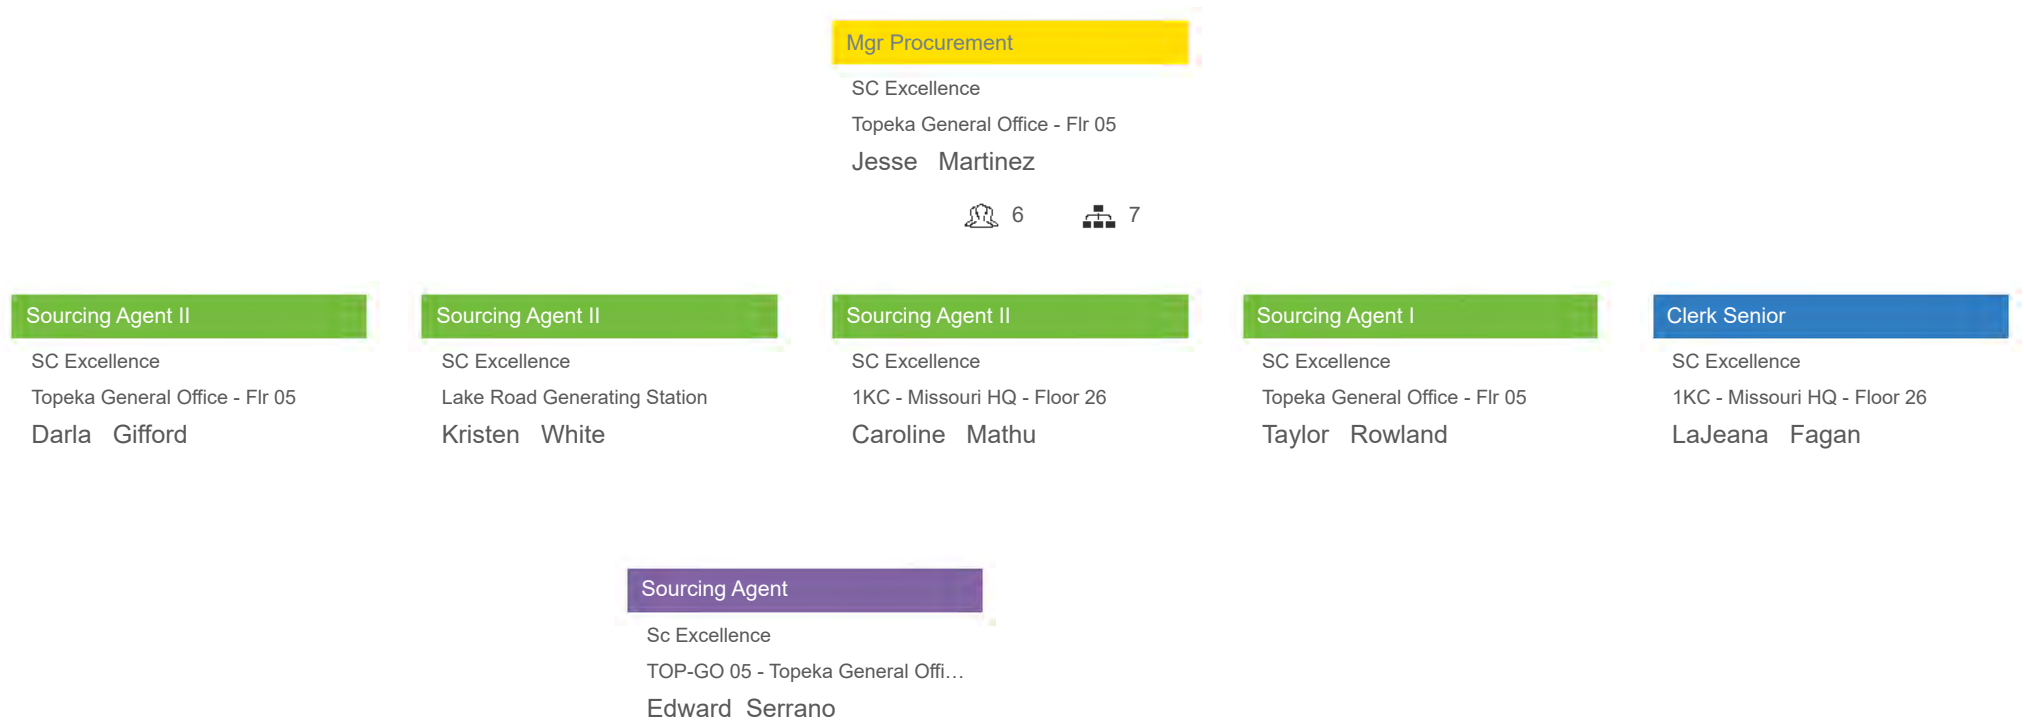 Mgr Procurement
SC Excellence
Topeka General Office - Flr 05
Jesse Martinez
6 7
Sourcing Agent II
SC Excellence
Topeka General Office - Flr 05
Darla Gifford
Sourcing Agent II
SC Excellence
Lake Road Generating Station
Kristen White
Sourcing Agent II
SC Excellence
1KC - Missouri HQ - Floor 26
Caroline Mathu
Sourcing Agent I
SC Excellence
Topeka General Office - Flr 05
Taylor Rowland
Clerk Senior
SC Excellence
1KC - Missouri HQ - Floor 26
LaJeana Fagan
Sourcing Agent
Sc Excellence
TOP-GO 05 - Topeka General Offi…
Edward Serrano